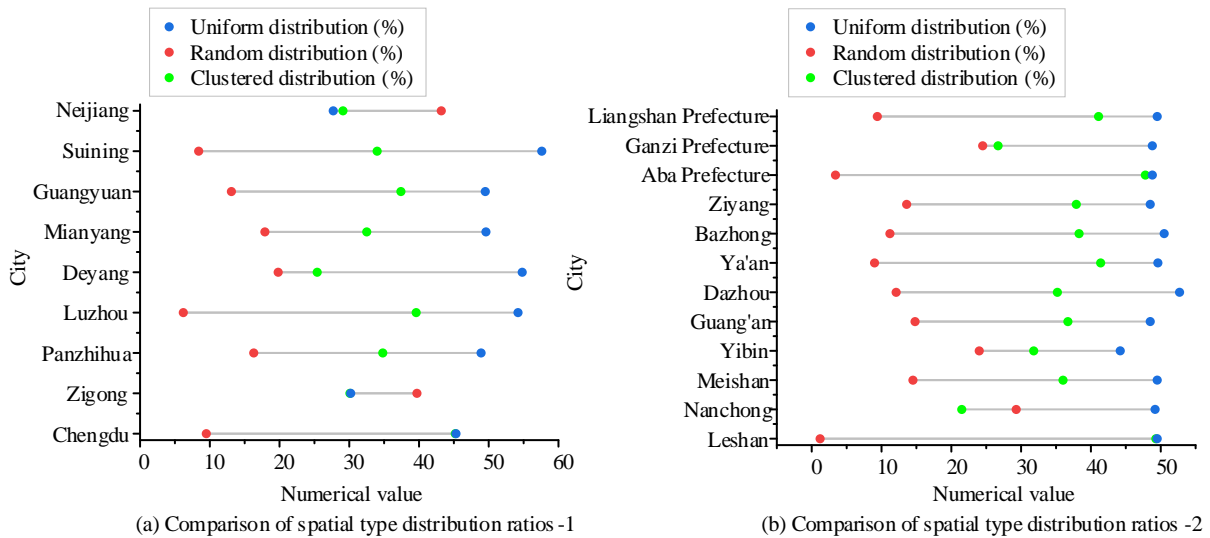 Uniform distribution (%)
Random distribution (%)
Clustered distribution (%)
Neijiang
Suining
Guangyuan
Mianyang
Deyang
Luzhou
Panzhihua
Zigong
Chengdu
City
0 10 20 30 40 50 60
Numerical value
(a) Comparison of spatial type distribution ratios -1
Uniform distribution (%)
Random distribution (%)
Clustered distribution (%)
Liangshan Prefecture
Ganzi Prefecture
Aba Prefecture
Ziyang
Bazhong
Ya'an
Dazhou
Guang'an
Yibin
Meishan
Nanchong
Leshan
City
0 10 20 30 40 50
Numerical value
(b) Comparison of spatial type distribution ratios -2